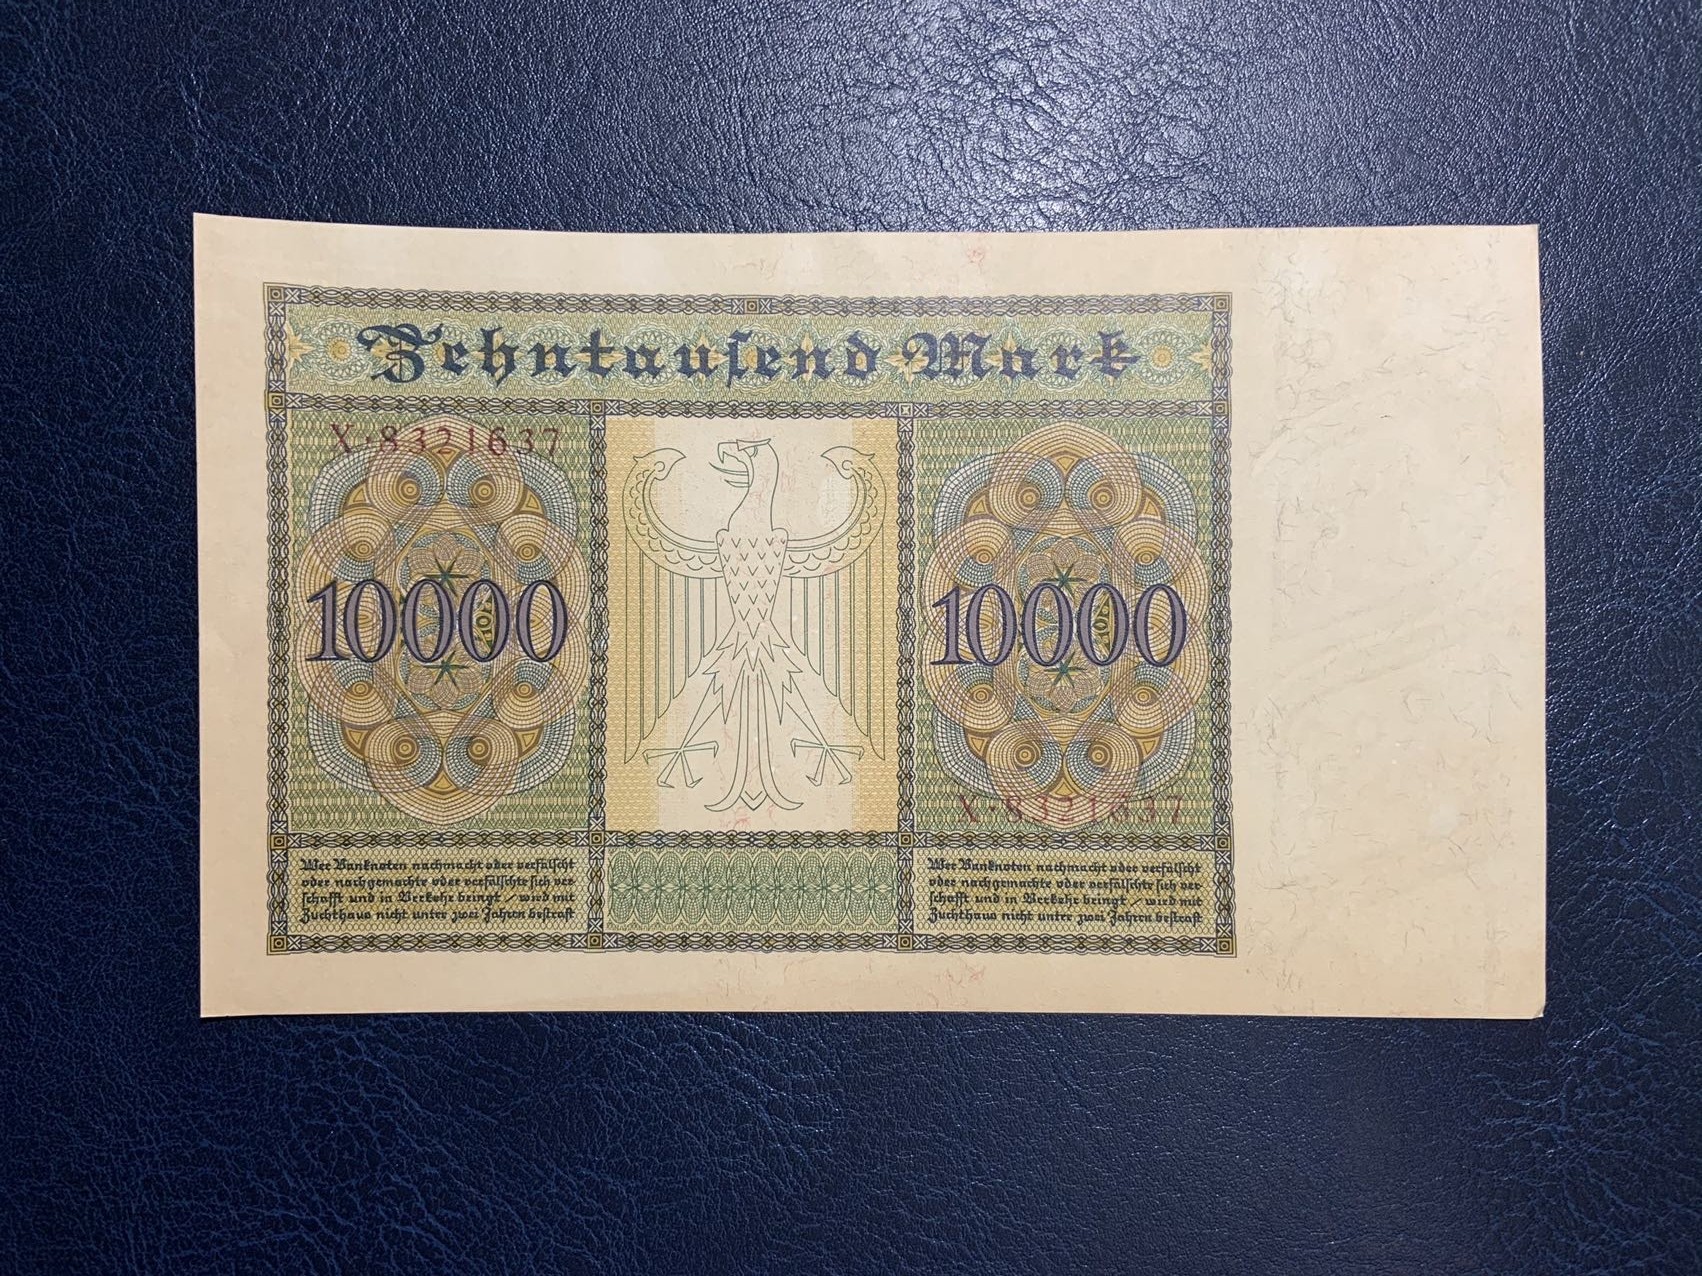 Zehntauſend Mark
X·8321637
10000
10000
X·8321637
Wer Banknoten nachmacht oder verfälſcht
oder nachgemachte oder verfälſchte ſich ver-
ſchafft und in Verkehr bringt / wird mit
Zuchthaus nicht unter zwei Jahren beſtraft
Wer Banknoten nachmacht oder verfälſcht
oder nachgemachte oder verfälſchte ſich ver-
ſchafft und in Verkehr bringt / wird mit
Zuchthaus nicht unter zwei Jahren beſtraft